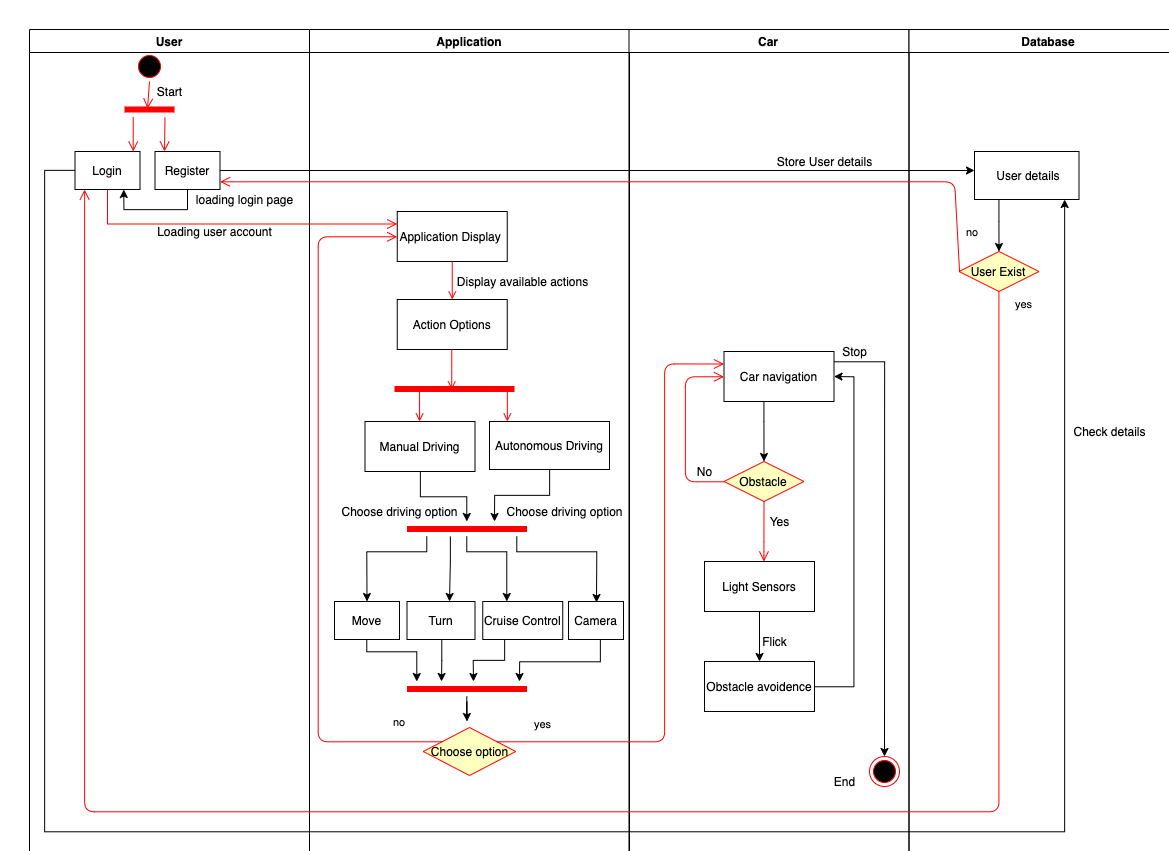 User
Application
Car
Database
Start
Login
Register
Store User details
User details
loading login page
Loading user account
no
Application Display
User Exist
Display available actions
yes
Action Options
Stop
Car navigation
Check details
Manual Driving
Autonomous Driving
No
Obstacle
Choose driving option
Choose driving option
Yes
Light Sensors
Move
Turn
Cruise Control
Camera
Flick
Obstacle avoidence
no
yes
Choose option
End